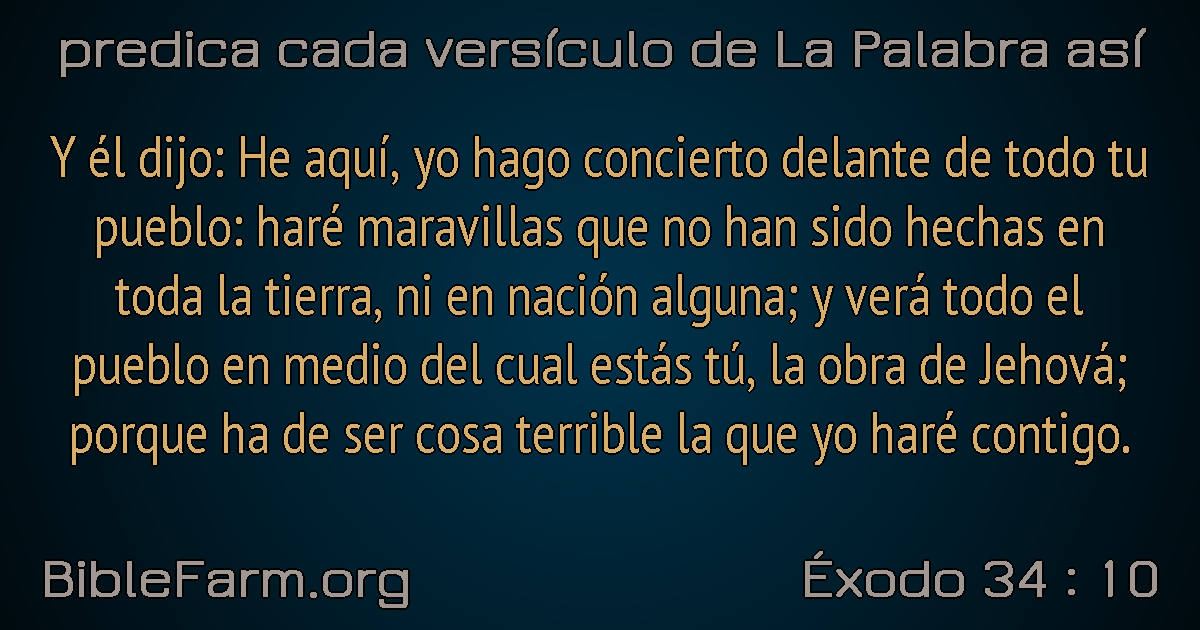 predica cada versículo de La Palabra así
Y él dijo: He aquí, yo hago concierto delante de todo tu
pueblo: haré maravillas que no han sido hechas en
toda la tierra, ni en nación alguna; y verá todo el
pueblo en medio del cual estás tú, la obra de Jehová;
porque ha de ser cosa terrible la que yo haré contigo.
BibleFarm.org
Éxodo 34 : 10